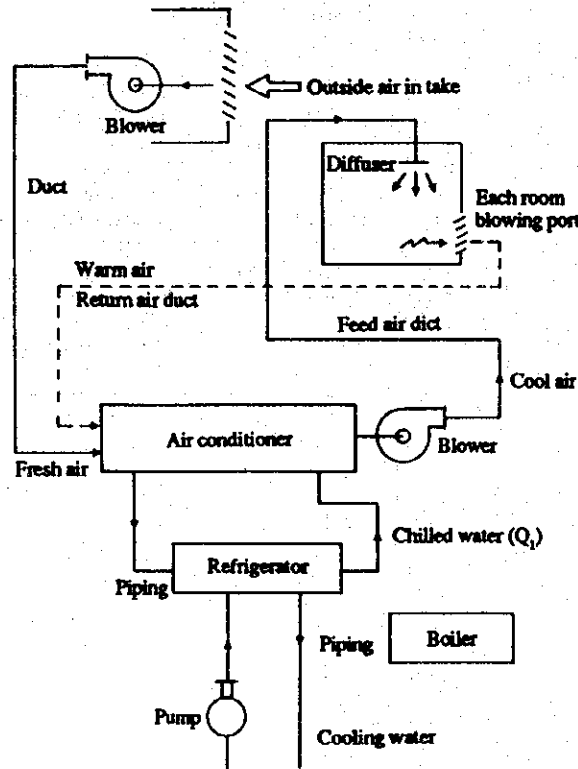 Outside air in take
Blower
Diffuser
Duct
Each room
blowing port
Warm air
Return air duct
Feed air dict
Cool air
Air conditioner
Blower
Fresh air
Chilled water (Q₁)
Refrigerator
Piping
Piping
Boiler
Pump
Cooling water